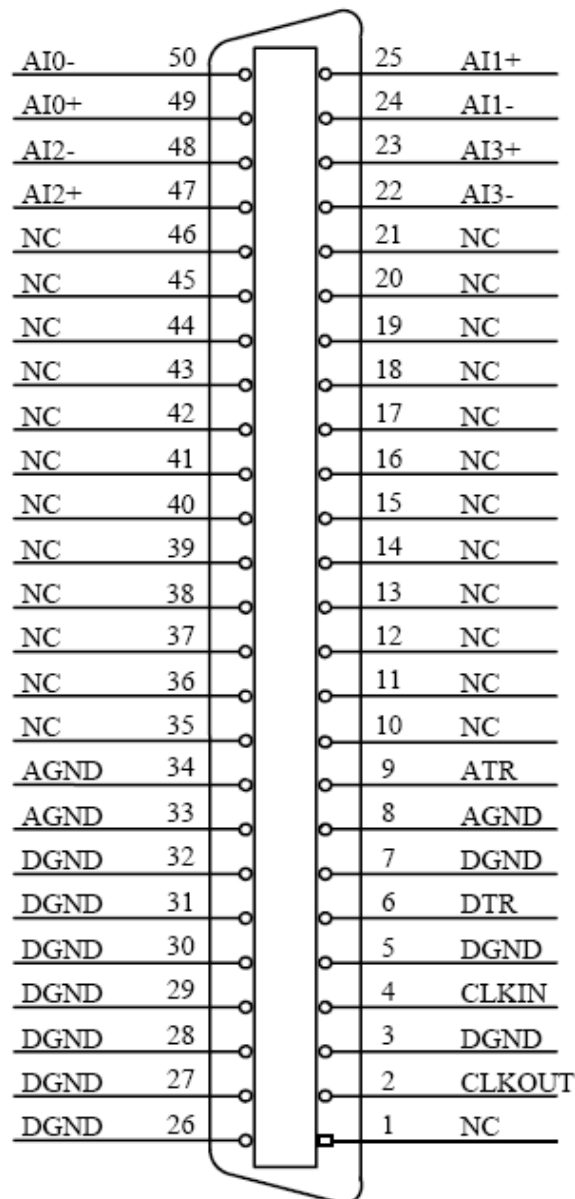 AI0- 50 25 AI1+
AI0+ 49 24 AI1-
AI2- 48 23 AI3+
AI2+ 47 22 AI3-
NC 46 21 NC
NC 45 20 NC
NC 44 19 NC
NC 43 18 NC
NC 42 17 NC
NC 41 16 NC
NC 40 15 NC
NC 39 14 NC
NC 38 13 NC
NC 37 12 NC
NC 36 11 NC
NC 35 10 NC
AGND 34 9 ATR
AGND 33 8 AGND
DGND 32 7 DGND
DGND 31 6 DTR
DGND 30 5 DGND
DGND 29 4 CLKIN
DGND 28 3 DGND
DGND 27 2 CLKOUT
DGND 26 1 NC